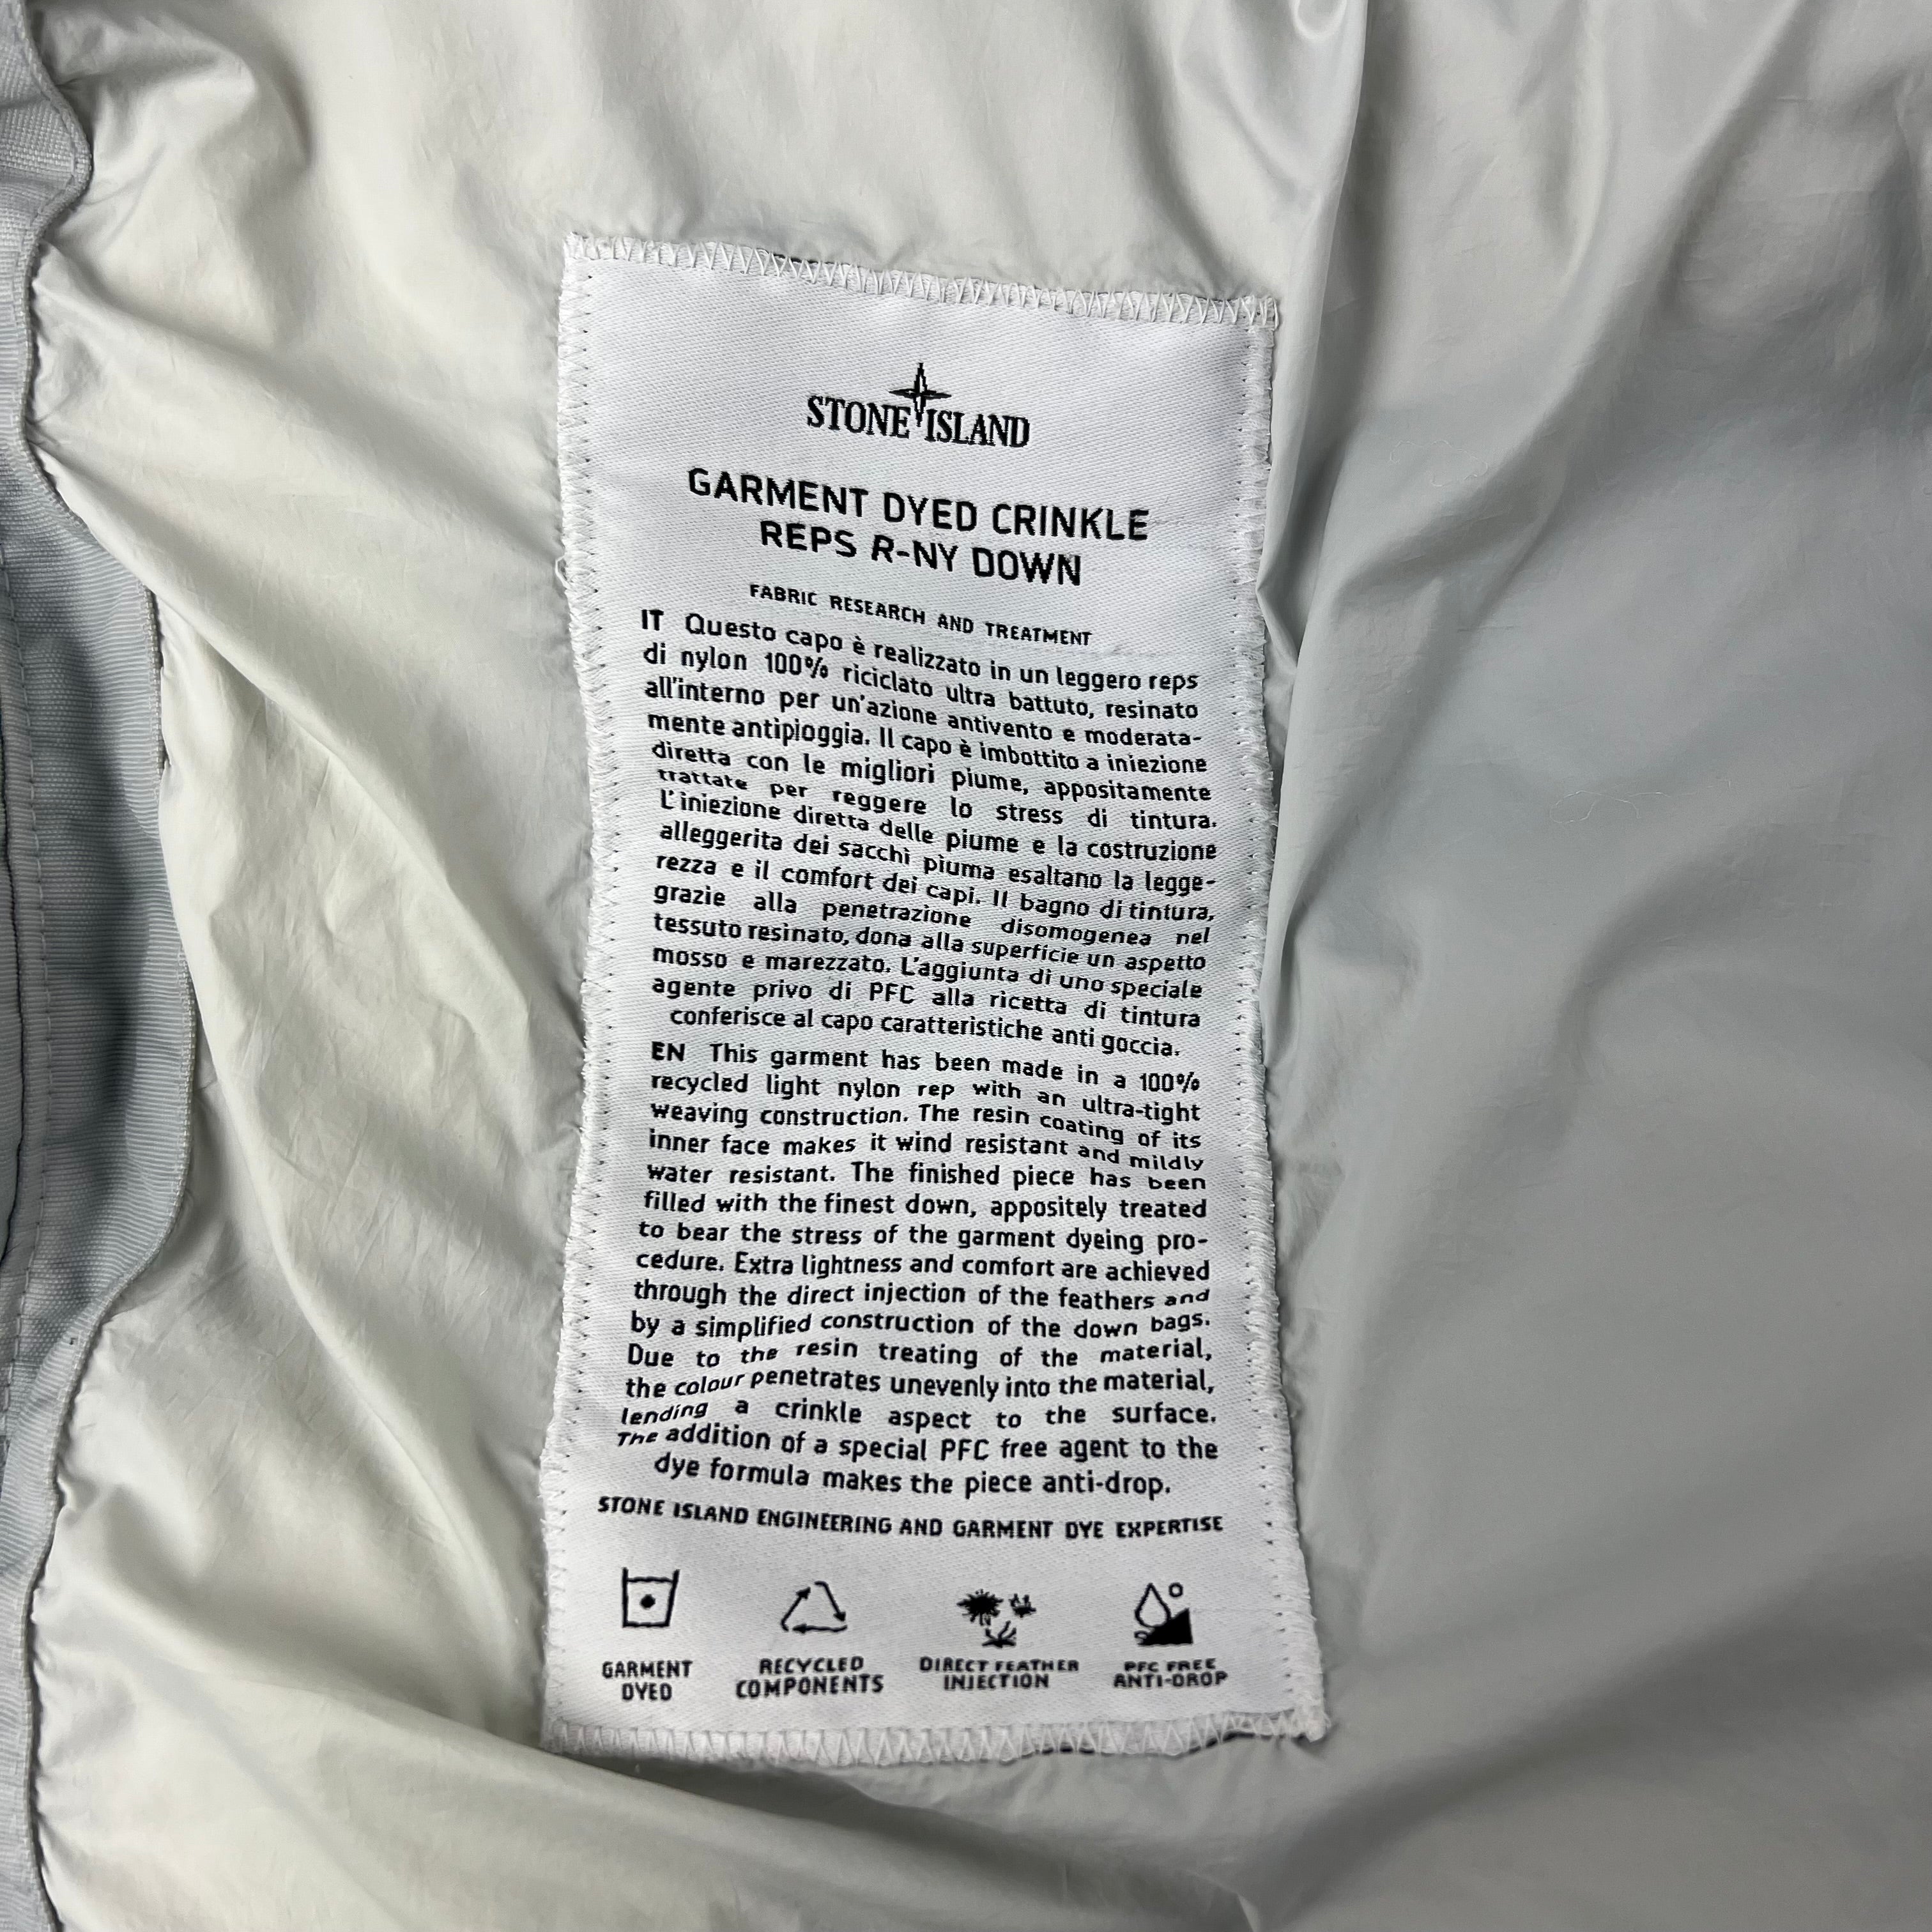 STONE ISLAND
GARMENT DYED CRINKLE
REPS R-NY DOWN
FABRIC RESEARCH AND TREATMENT
IT Questo capo è realizzato in un leggero reps
di nylon 100% riciclato ultra battuto, resinato
all'interno per un'azione antivento e moderata-
mente antipioggia. Il capo è imbottito a iniezione
diretta con le migliori piume, appositamente
trattate per reggere lo stress di tintura.
L'iniezione diretta delle piume e la costruzione
alleggerita dei sacchi piuma esaltano la legge-
rezza e il comfort dei capi. Il bagno di tintura,
grazie alla penetrazione disomogenea nel
tessuto resinato, dona alla superficie un aspetto
mosso e marezzato. L'aggiunta di uno speciale
agente privo di PFC alla ricetta di tintura
conferisce al capo caratteristiche anti goccia.
EN This garment has been made in a 100%
recycled light nylon rep with an ultra-tight
weaving construction. The resin coating of its
inner face makes it wind resistant and mildly
water resistant. The finished piece has been
filled with the finest down, appositely treated
to bear the stress of the garment dyeing pro-
cedure. Extra lightness and comfort are achieved
through the direct injection of the feathers and
by a simplified construction of the down bags.
Due to the resin treating of the material,
the colour penetrates unevenly into the material,
lending a crinkle aspect to the surface.
The addition of a special PFC free agent to the
dye formula makes the piece anti-drop.
STONE ISLAND ENGINEERING AND GARMENT DYE EXPERTISE
GARMENT
DYED
RECYCLED
COMPONENTS
DIRECT FEATHER
INJECTION
PFC FREE
ANTI-DROP